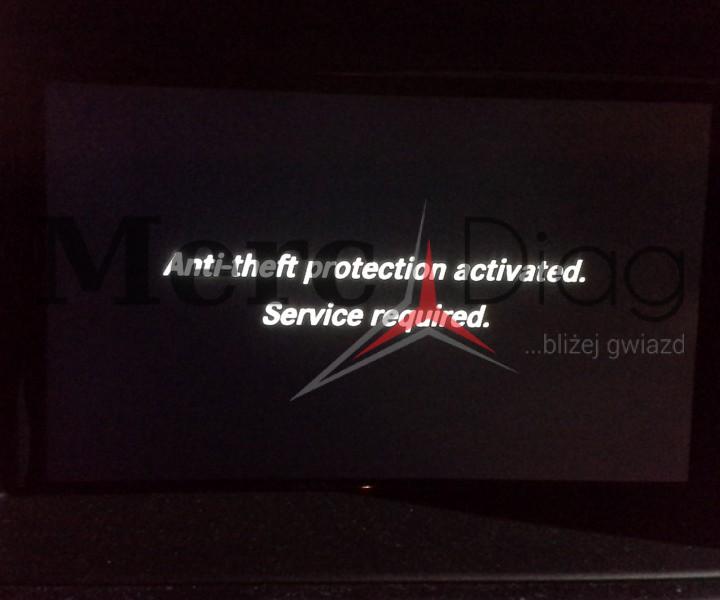 Merc Diag
Anti-theft protection activated.
Service required.
...bliżej gwiazd